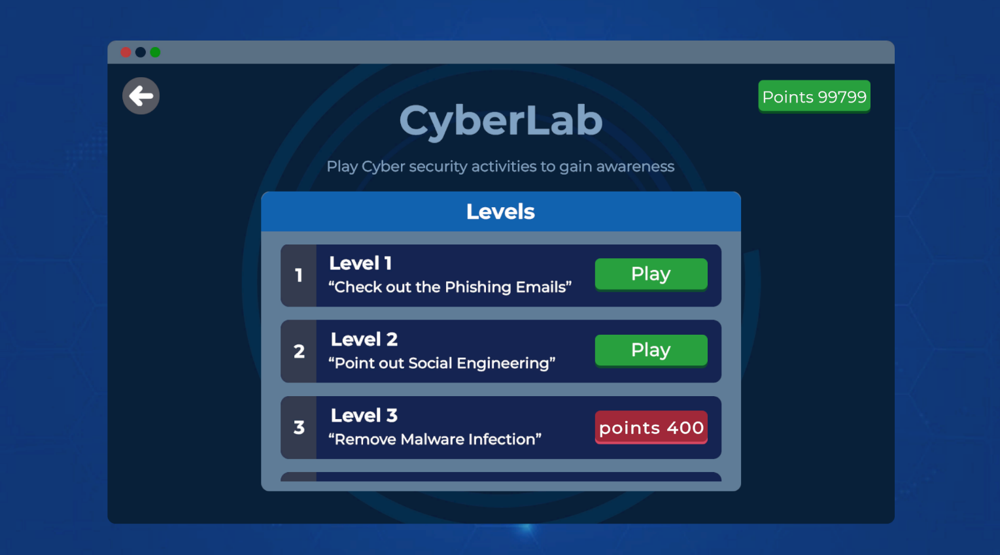 Points 99799
CyberLab
Play Cyber security activities to gain awareness
Levels
1
Level 1
“Check out the Phishing Emails”
Play
2
Level 2
“Point out Social Engineering”
Play
3
Level 3
“Remove Malware Infection”
points 400